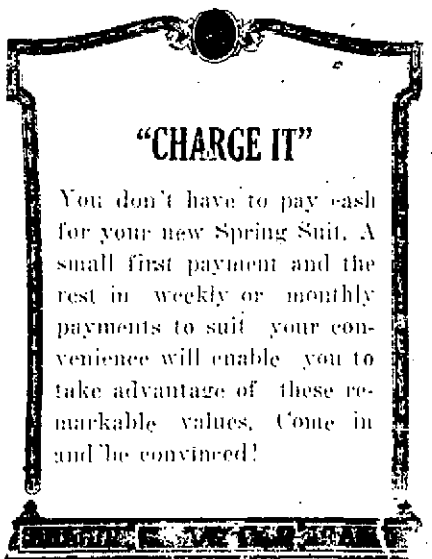 “CHARGE IT”
You don't have to pay cash
for your new Spring Suit. A
small first payment and the
rest in weekly or monthly
payments to suit your con-
venience will enable you to
take advantage of these re-
markable values. Come in
and be convinced!